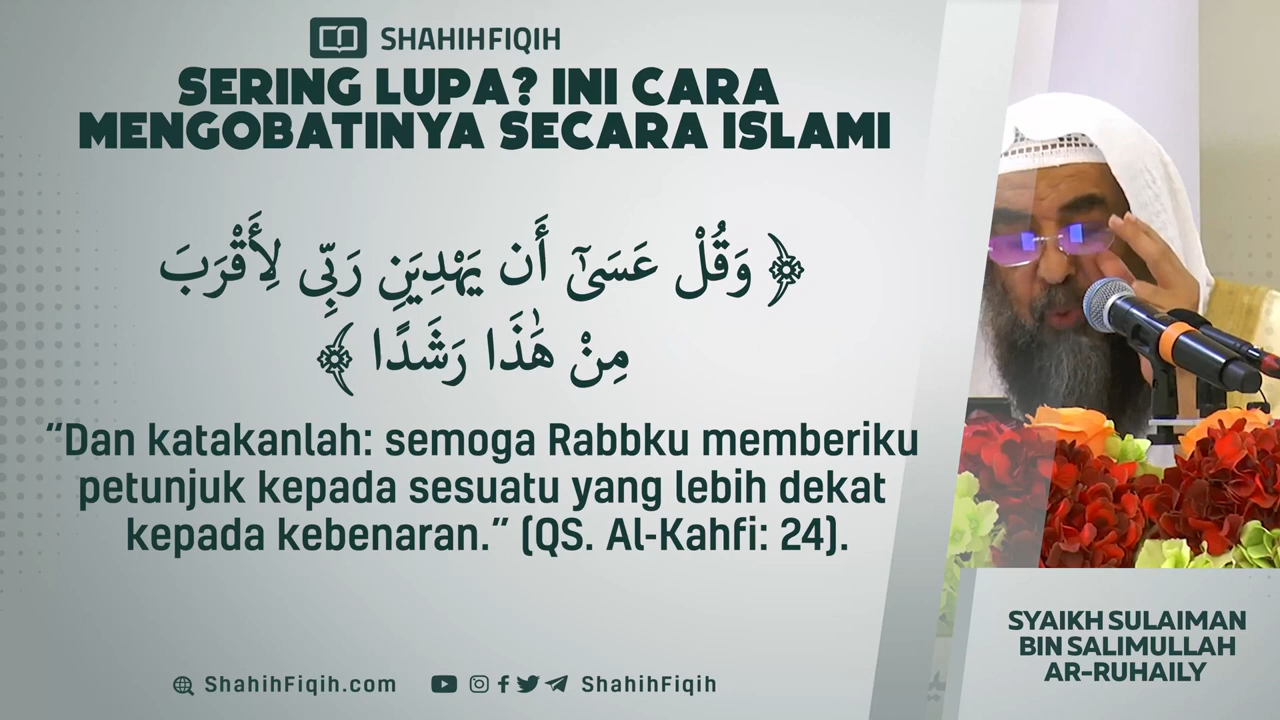 SHAHIHFIQIH
SERING LUPA? INI CARA
MENGOBATINYA SECARA ISLAMI
﴿ وَقُلْ عَسَىٰٓ أَن يَهْدِيَنِ رَبِّى لِأَقْرَبَ
مِنْ هَٰذَا رَشَدًا ﴾
“Dan katakanlah: semoga Rabbku memberiku
petunjuk kepada sesuatu yang lebih dekat
kepada kebenaran.” (QS. Al-Kahfi: 24).
SYAIKH SULAIMAN
BIN SALIMULLAH
AR-RUHAILY
ShahihFiqih.com
ShahihFiqih